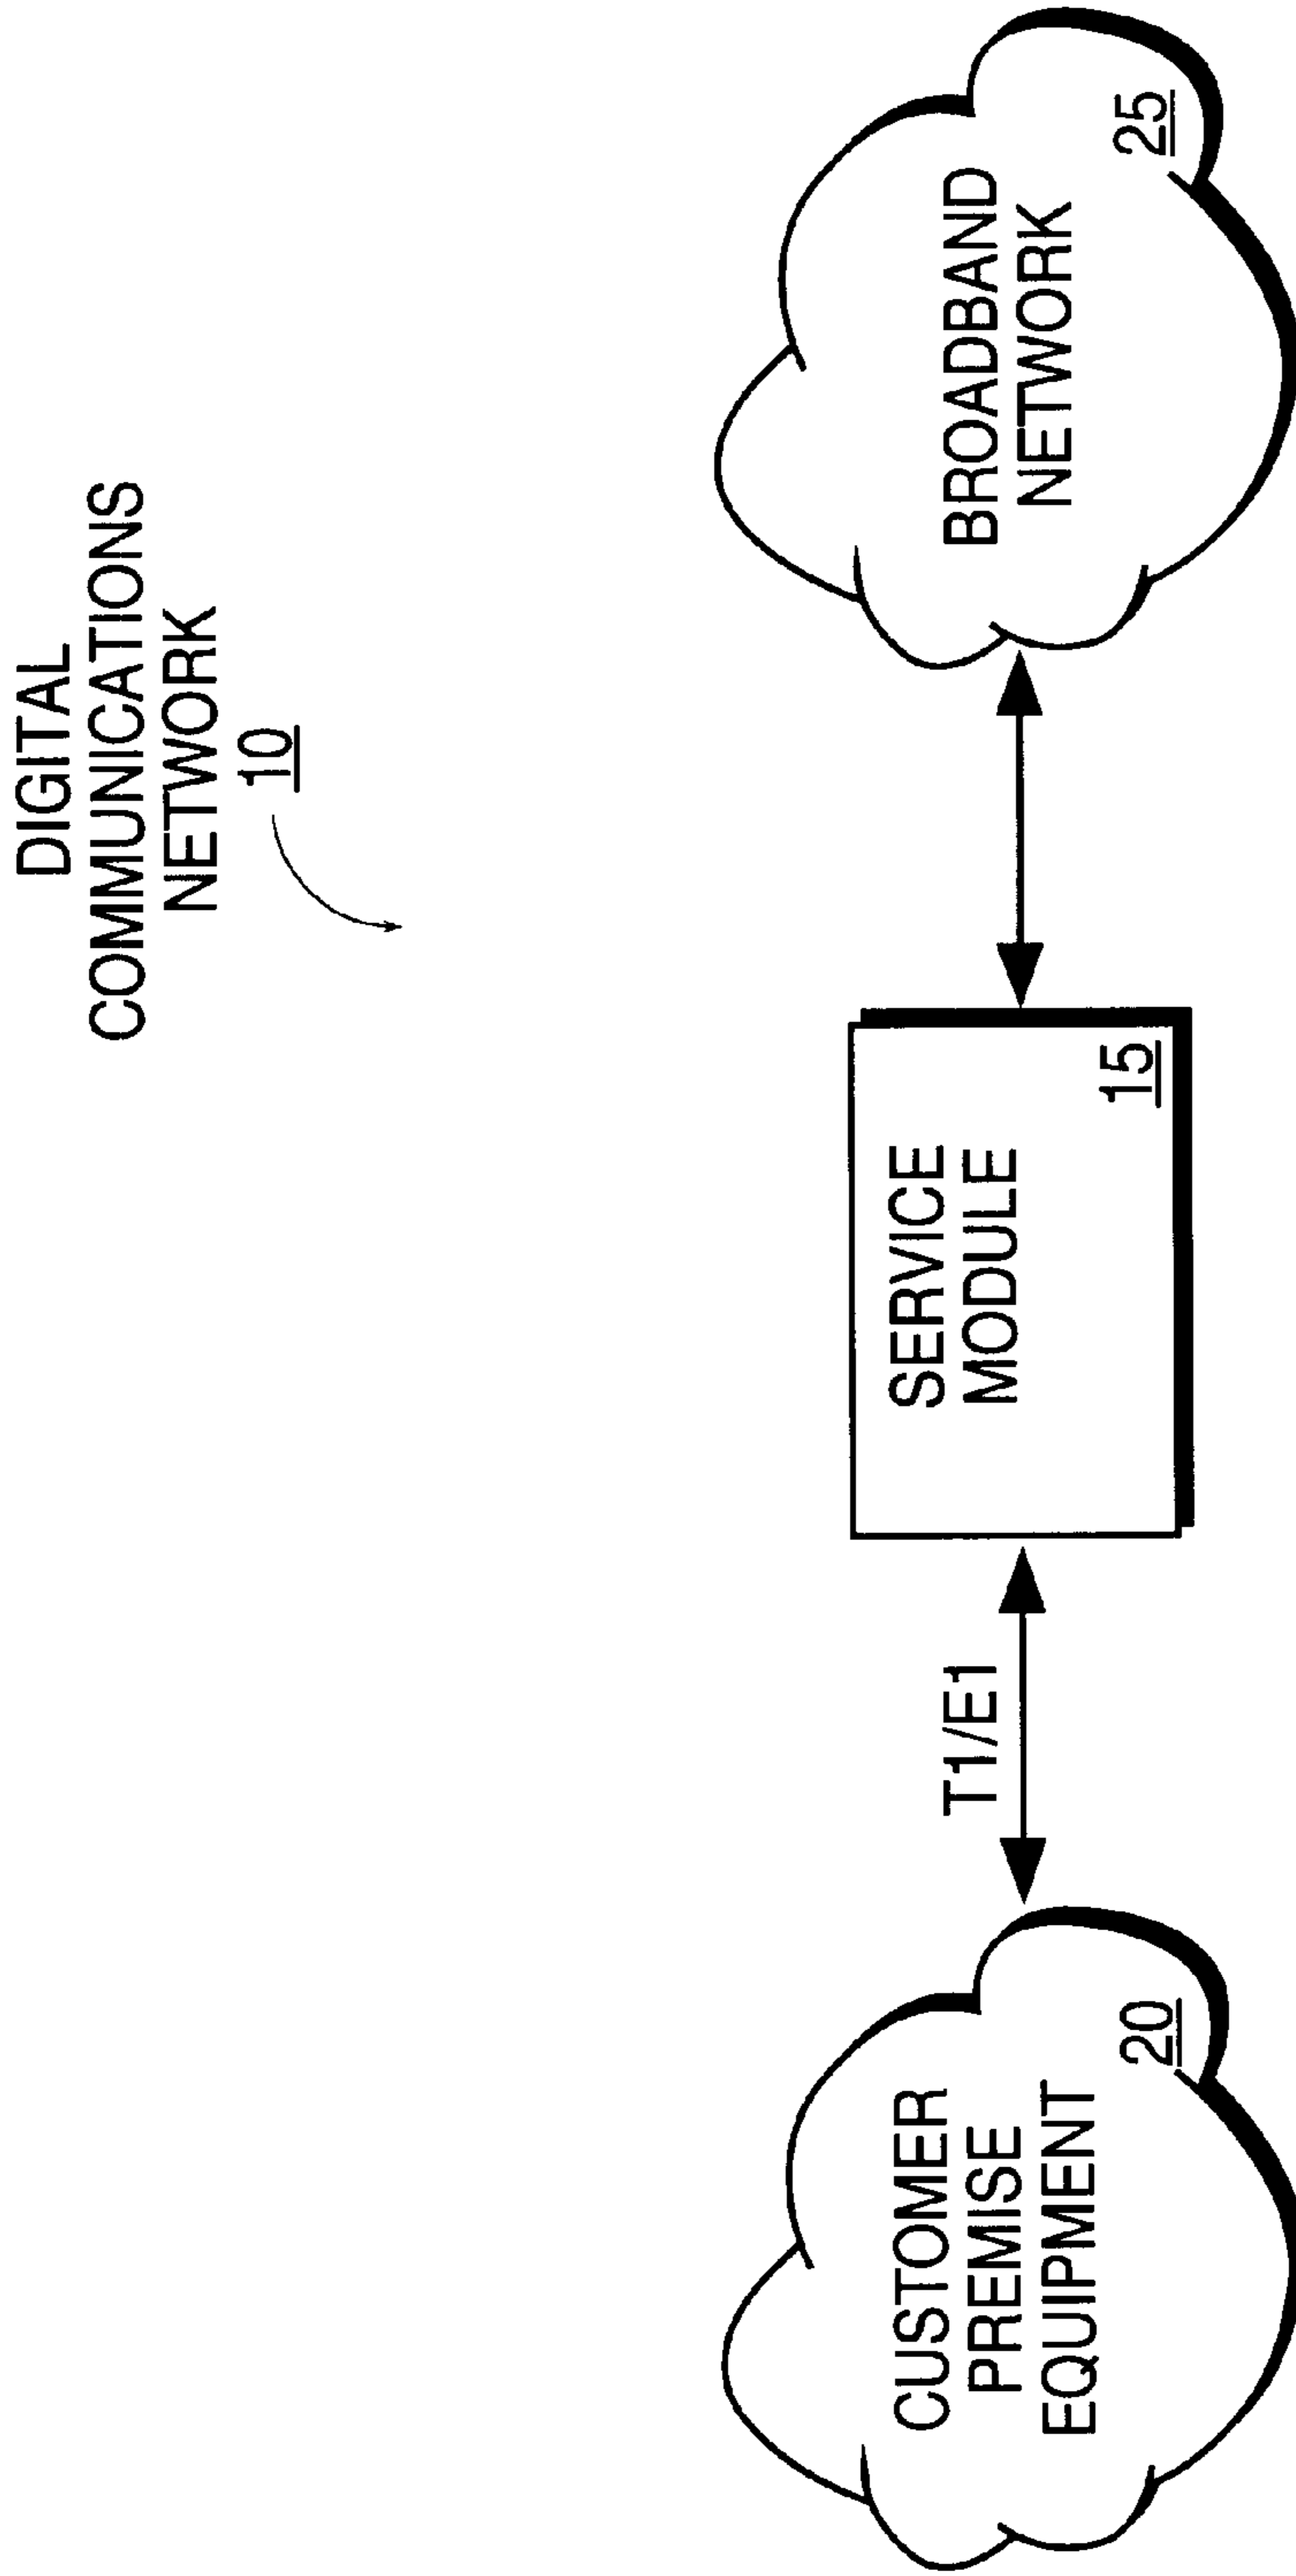 DIGITAL
COMMUNICATIONS
NETWORK
10
CUSTOMER
PREMISE
EQUIPMENT
20
T1/E1
SERVICE
MODULE
15
BROADBAND
NETWORK
25